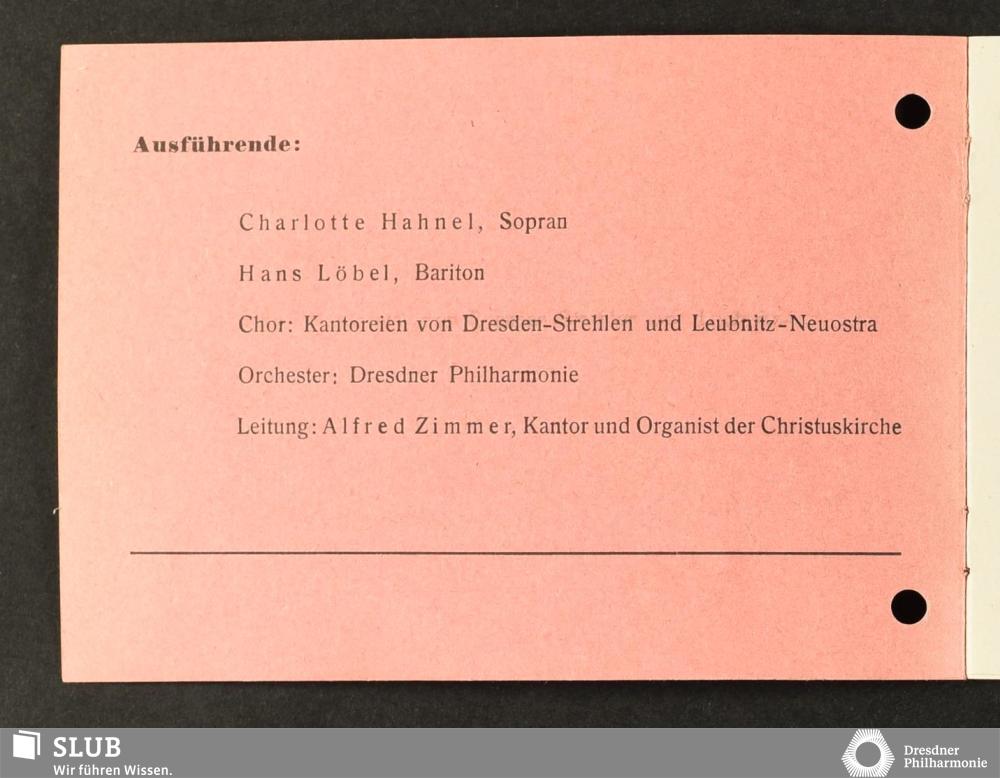 Ausführende:
Charlotte Hahnel, Sopran
Hans Löbel, Bariton
Chor: Kantoreien von Dresden-Strehlen und Leubnitz-Neuostra
Orchester: Dresdner Philharmonie
Leitung: Alfred Zimmer, Kantor und Organist der Christuskirche
SLUB
Wir führen Wissen.
Dresdner
Philharmonie